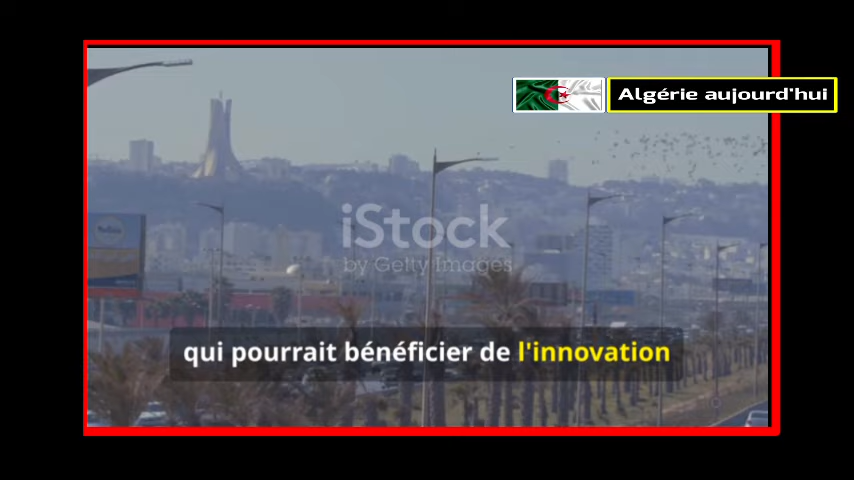 Algérie aujourd'hui
iStock
by Getty Images
qui pourrait bénéficier de l'innovation